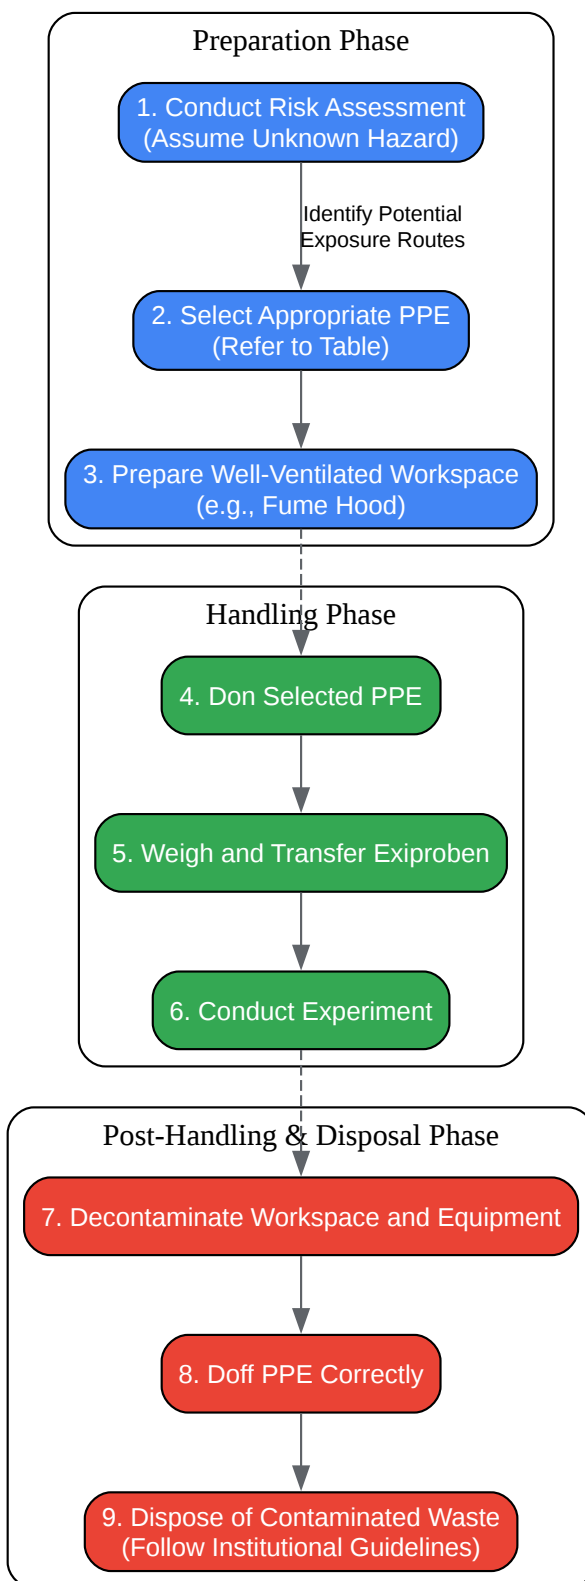 Preparation Phase
1. Conduct Risk Assessment
(Assume Unknown Hazard)
Identify Potential
Exposure Routes
2. Select Appropriate PPE
(Refer to Table)
3. Prepare Well-Ventilated Workspace
(e.g., Fume Hood)
Handling Phase
4. Don Selected PPE
5. Weigh and Transfer Exiproben
6. Conduct Experiment
Post-Handling & Disposal Phase
7. Decontaminate Workspace and Equipment
8. Doff PPE Correctly
9. Dispose of Contaminated Waste
(Follow Institutional Guidelines)